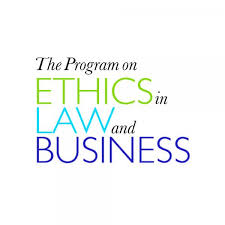 The Program on
ETHICS in
LAW and
BUSINESS